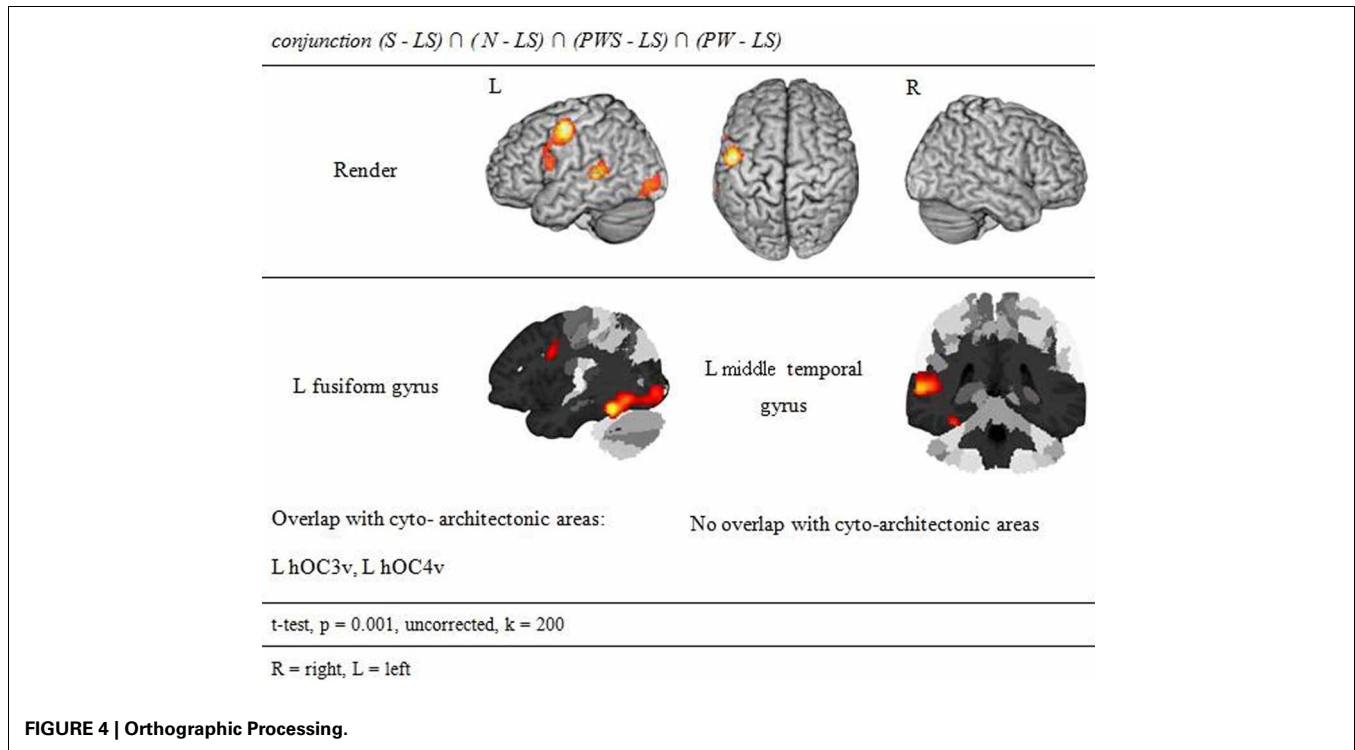 conjunction (S - LS) ∩ ( N - LS) ∩ (PWS - LS) ∩ (PW - LS)
L
R
Render
L fusiform gyrus
L middle temporal
gyrus
Overlap with cyto- architectonic areas:
L hOC3v, L hOC4v
No overlap with cyto-architectonic areas
t-test, p = 0.001, uncorrected, k = 200
R = right, L = left
FIGURE 4 | Orthographic Processing.